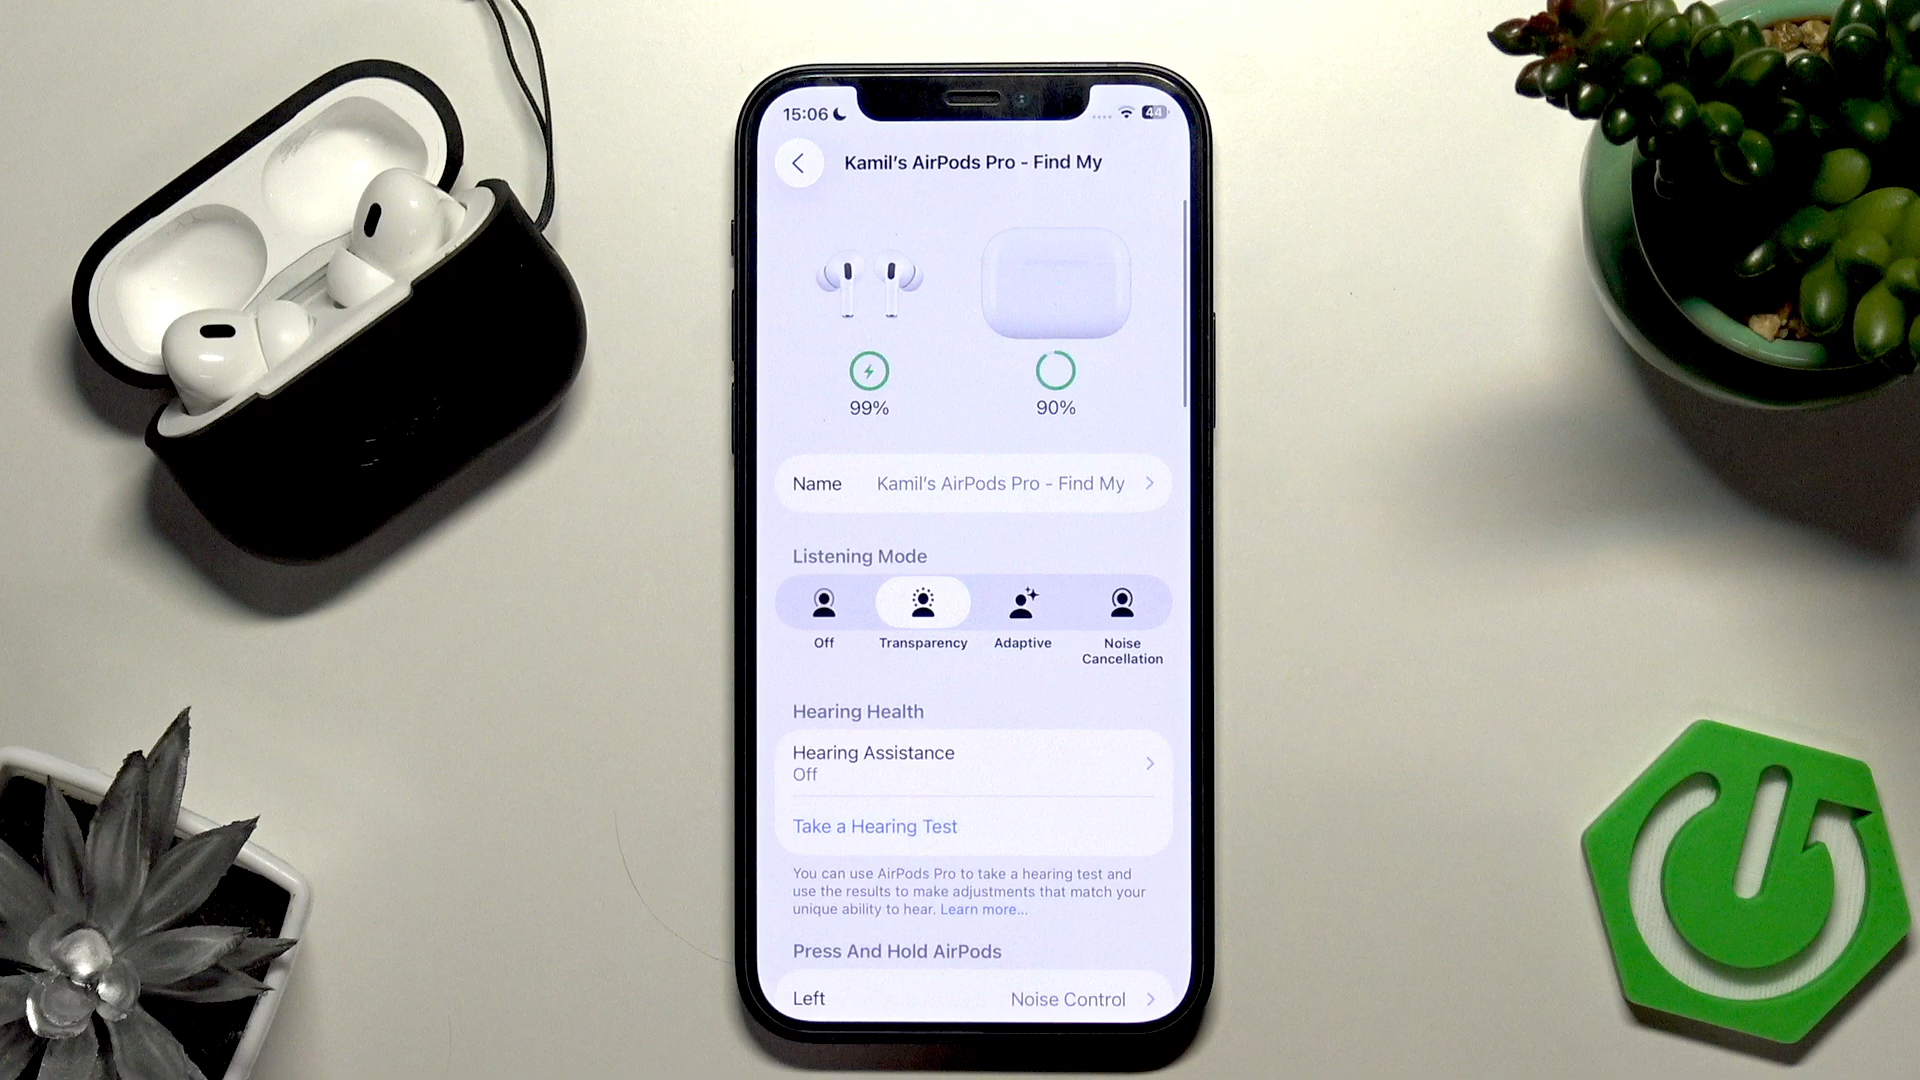 15:06
44
Kamil's AirPods Pro - Find My
99%
90%
Name Kamil's AirPods Pro - Find My
Listening Mode
Off
Transparency
Adaptive
Noise
Cancellation
Hearing Health
Hearing Assistance
Off
Take a Hearing Test
You can use AirPods Pro to take a hearing test and
use the results to make adjustments that match your
unique ability to hear. Learn more...
Press And Hold AirPods
Left Noise Control